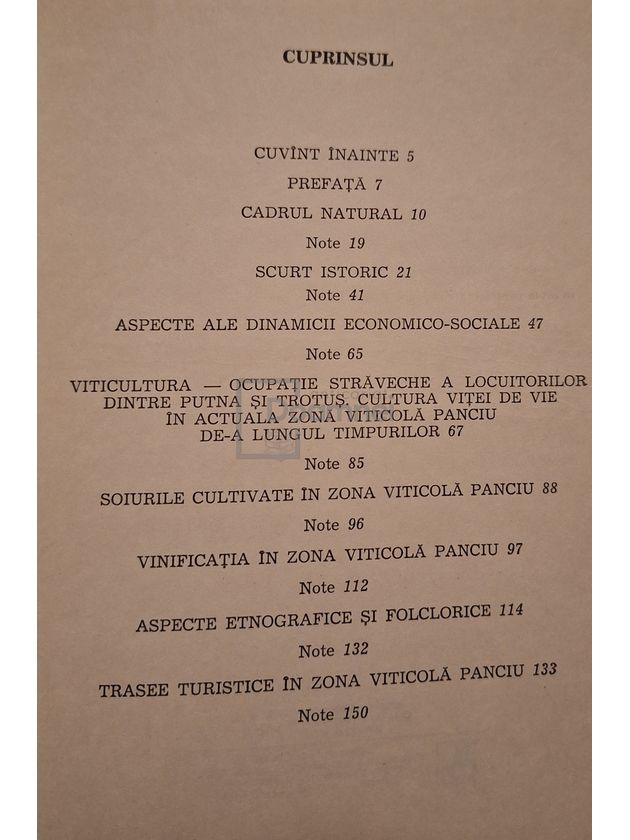 CUPRINSUL
CUVÎNT ÎNAINTE 5
PREFAȚĂ 7
CADRUL NATURAL 10
Note 19
SCURT ISTORIC 21
Note 41
ASPECTE ALE DINAMICII ECONOMICO-SOCIALE 47
Note 65
VITICULTURA — OCUPAȚIE STRĂVECHE A LOCUITORILOR
DINTRE PUTNA ȘI TROTUȘ. CULTURA VIȚEI DE VIE
ÎN ACTUALA ZONĂ VITICOLĂ PANCIU
DE-A LUNGUL TIMPURILOR 67
Note 85
SOIURILE CULTIVATE ÎN ZONA VITICOLĂ PANCIU 88
Note 96
VINIFICAȚIA ÎN ZONA VITICOLĂ PANCIU 97
Note 112
ASPECTE ETNOGRAFICE ȘI FOLCLORICE 114
Note 132
TRASEE TURISTICE ÎN ZONA VITICOLĂ PANCIU 133
Note 150